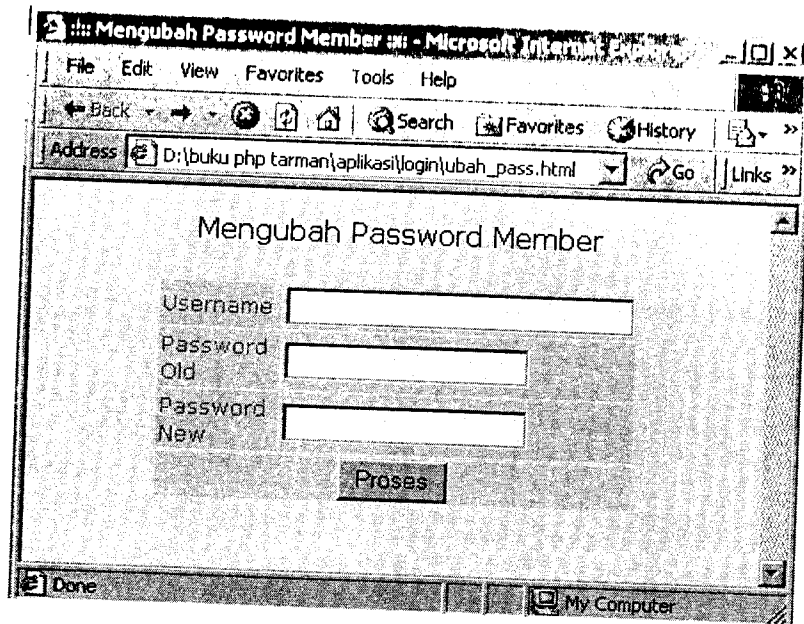 :::: Mengubah Password Member :::: - Microsoft Internet Explorer
File Edit View Favorites Tools Help
Back Search Favorites History »
Address D:\buku php tarman\aplikasi\login\ubah_pass.html Go Links »
Mengubah Password Member
Username
Password
Old
Password
New
Proses
Done My Computer